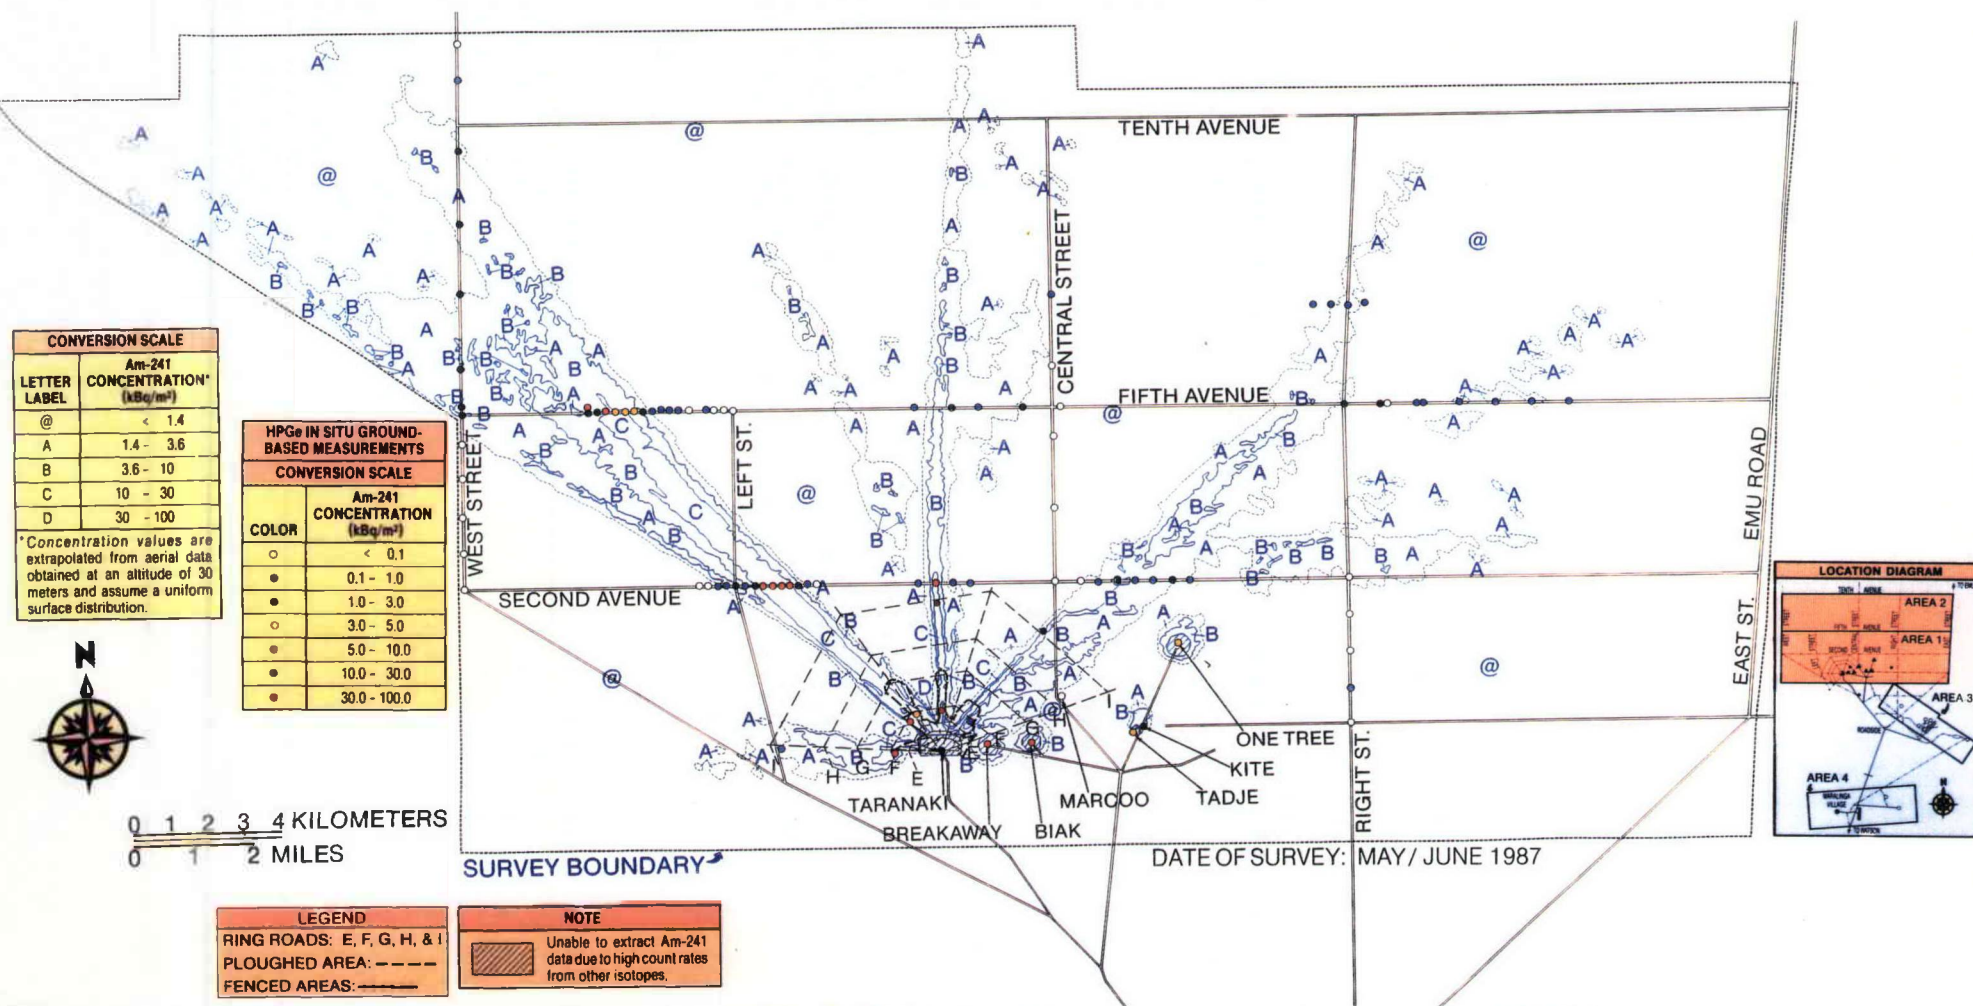 TENTH AVENUE
CENTRAL STREET
FIFTH AVENUE
WEST STREET
LEFT ST.
SECOND AVENUE
EMU ROAD
EAST ST.
RIGHT ST.
CONVERSION SCALE
LETTER LABEL
Am-241 CONCENTRATION* (kBq/m²)
@ < 1.4
A 1.4 - 3.6
B 3.6 - 10
C 10 - 30
D 30 - 100
*Concentration values are
extrapolated from aerial data
obtained at an altitude of 30
meters and assume a uniform
surface distribution.
HPGe IN SITU GROUND-
BASED MEASUREMENTS
CONVERSION SCALE
COLOR
Am-241
CONCENTRATION
(kBq/m²)
< 0.1
0.1 - 1.0
1.0 - 3.0
3.0 - 5.0
5.0 - 10.0
10.0 - 30.0
30.0 - 100.0
N
0 1 2 3 4 KILOMETERS
0 1 2 MILES
I
H
G
F
E
TARANAKI
BREAKAWAY
BIAK
MARCOO
TADJE
KITE
ONE TREE
SURVEY BOUNDARY
DATE OF SURVEY: MAY / JUNE 1987
LEGEND
RING ROADS: E, F, G, H, & I
PLOUGHED AREA:
FENCED AREAS:
NOTE
Unable to extract Am-241
data due to high count rates
from other isotopes.
LOCATION DIAGRAM
AREA 2
AREA 1
AREA 3
AREA 4
MARALINGA
VILLAGE
N